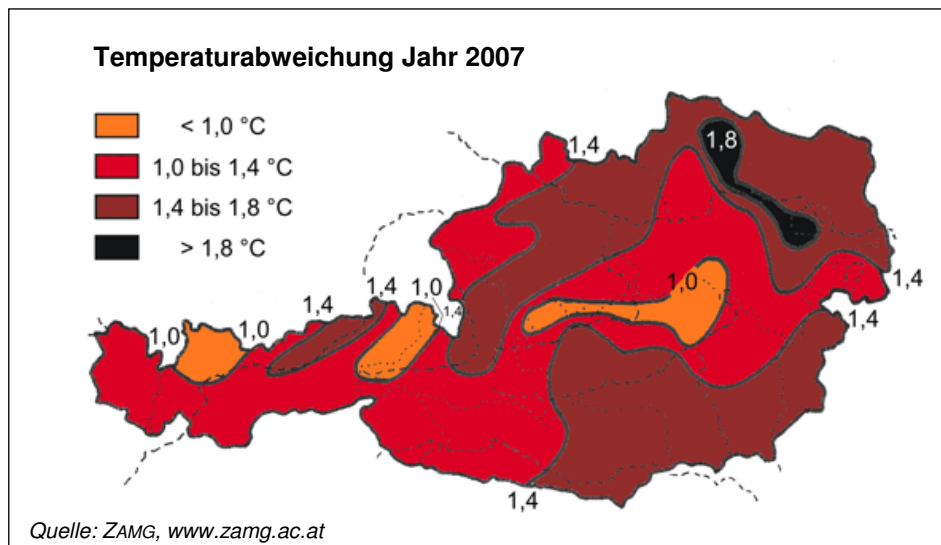 Temperaturabweichung Jahr 2007
< 1,0 °C
1,0 bis 1,4 °C
1,4 bis 1,8 °C
> 1,8 °C
1,8
1,4
1,0
1,4
1,4
1,4
1,0
1,4
1,4
1,0
1,0
1,4
Quelle: ZAMG, www.zamg.ac.at